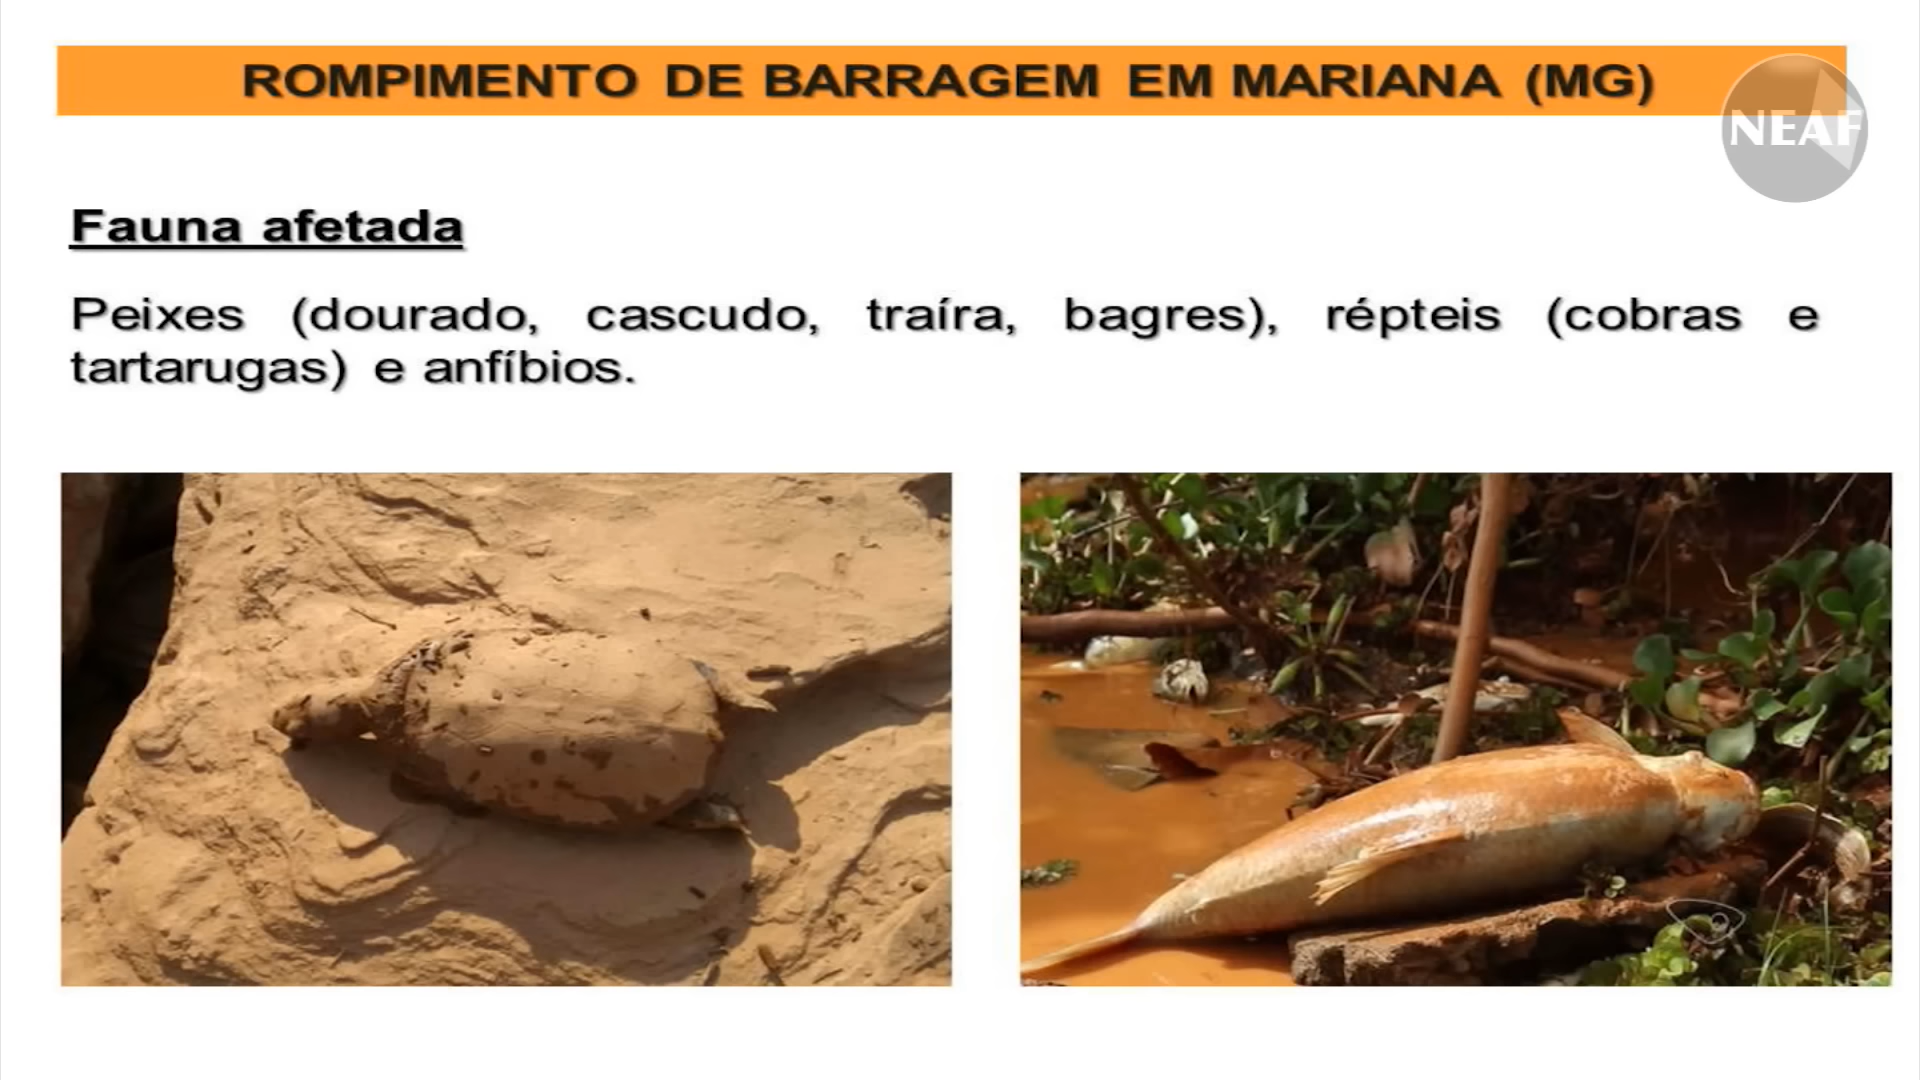 ROMPIMENTO DE BARRAGEM EM MARIANA (MG)
NEAF
Fauna afetada
Peixes (dourado, cascudo, traíra, bagres), répteis (cobras e
tartarugas) e anfíbios.